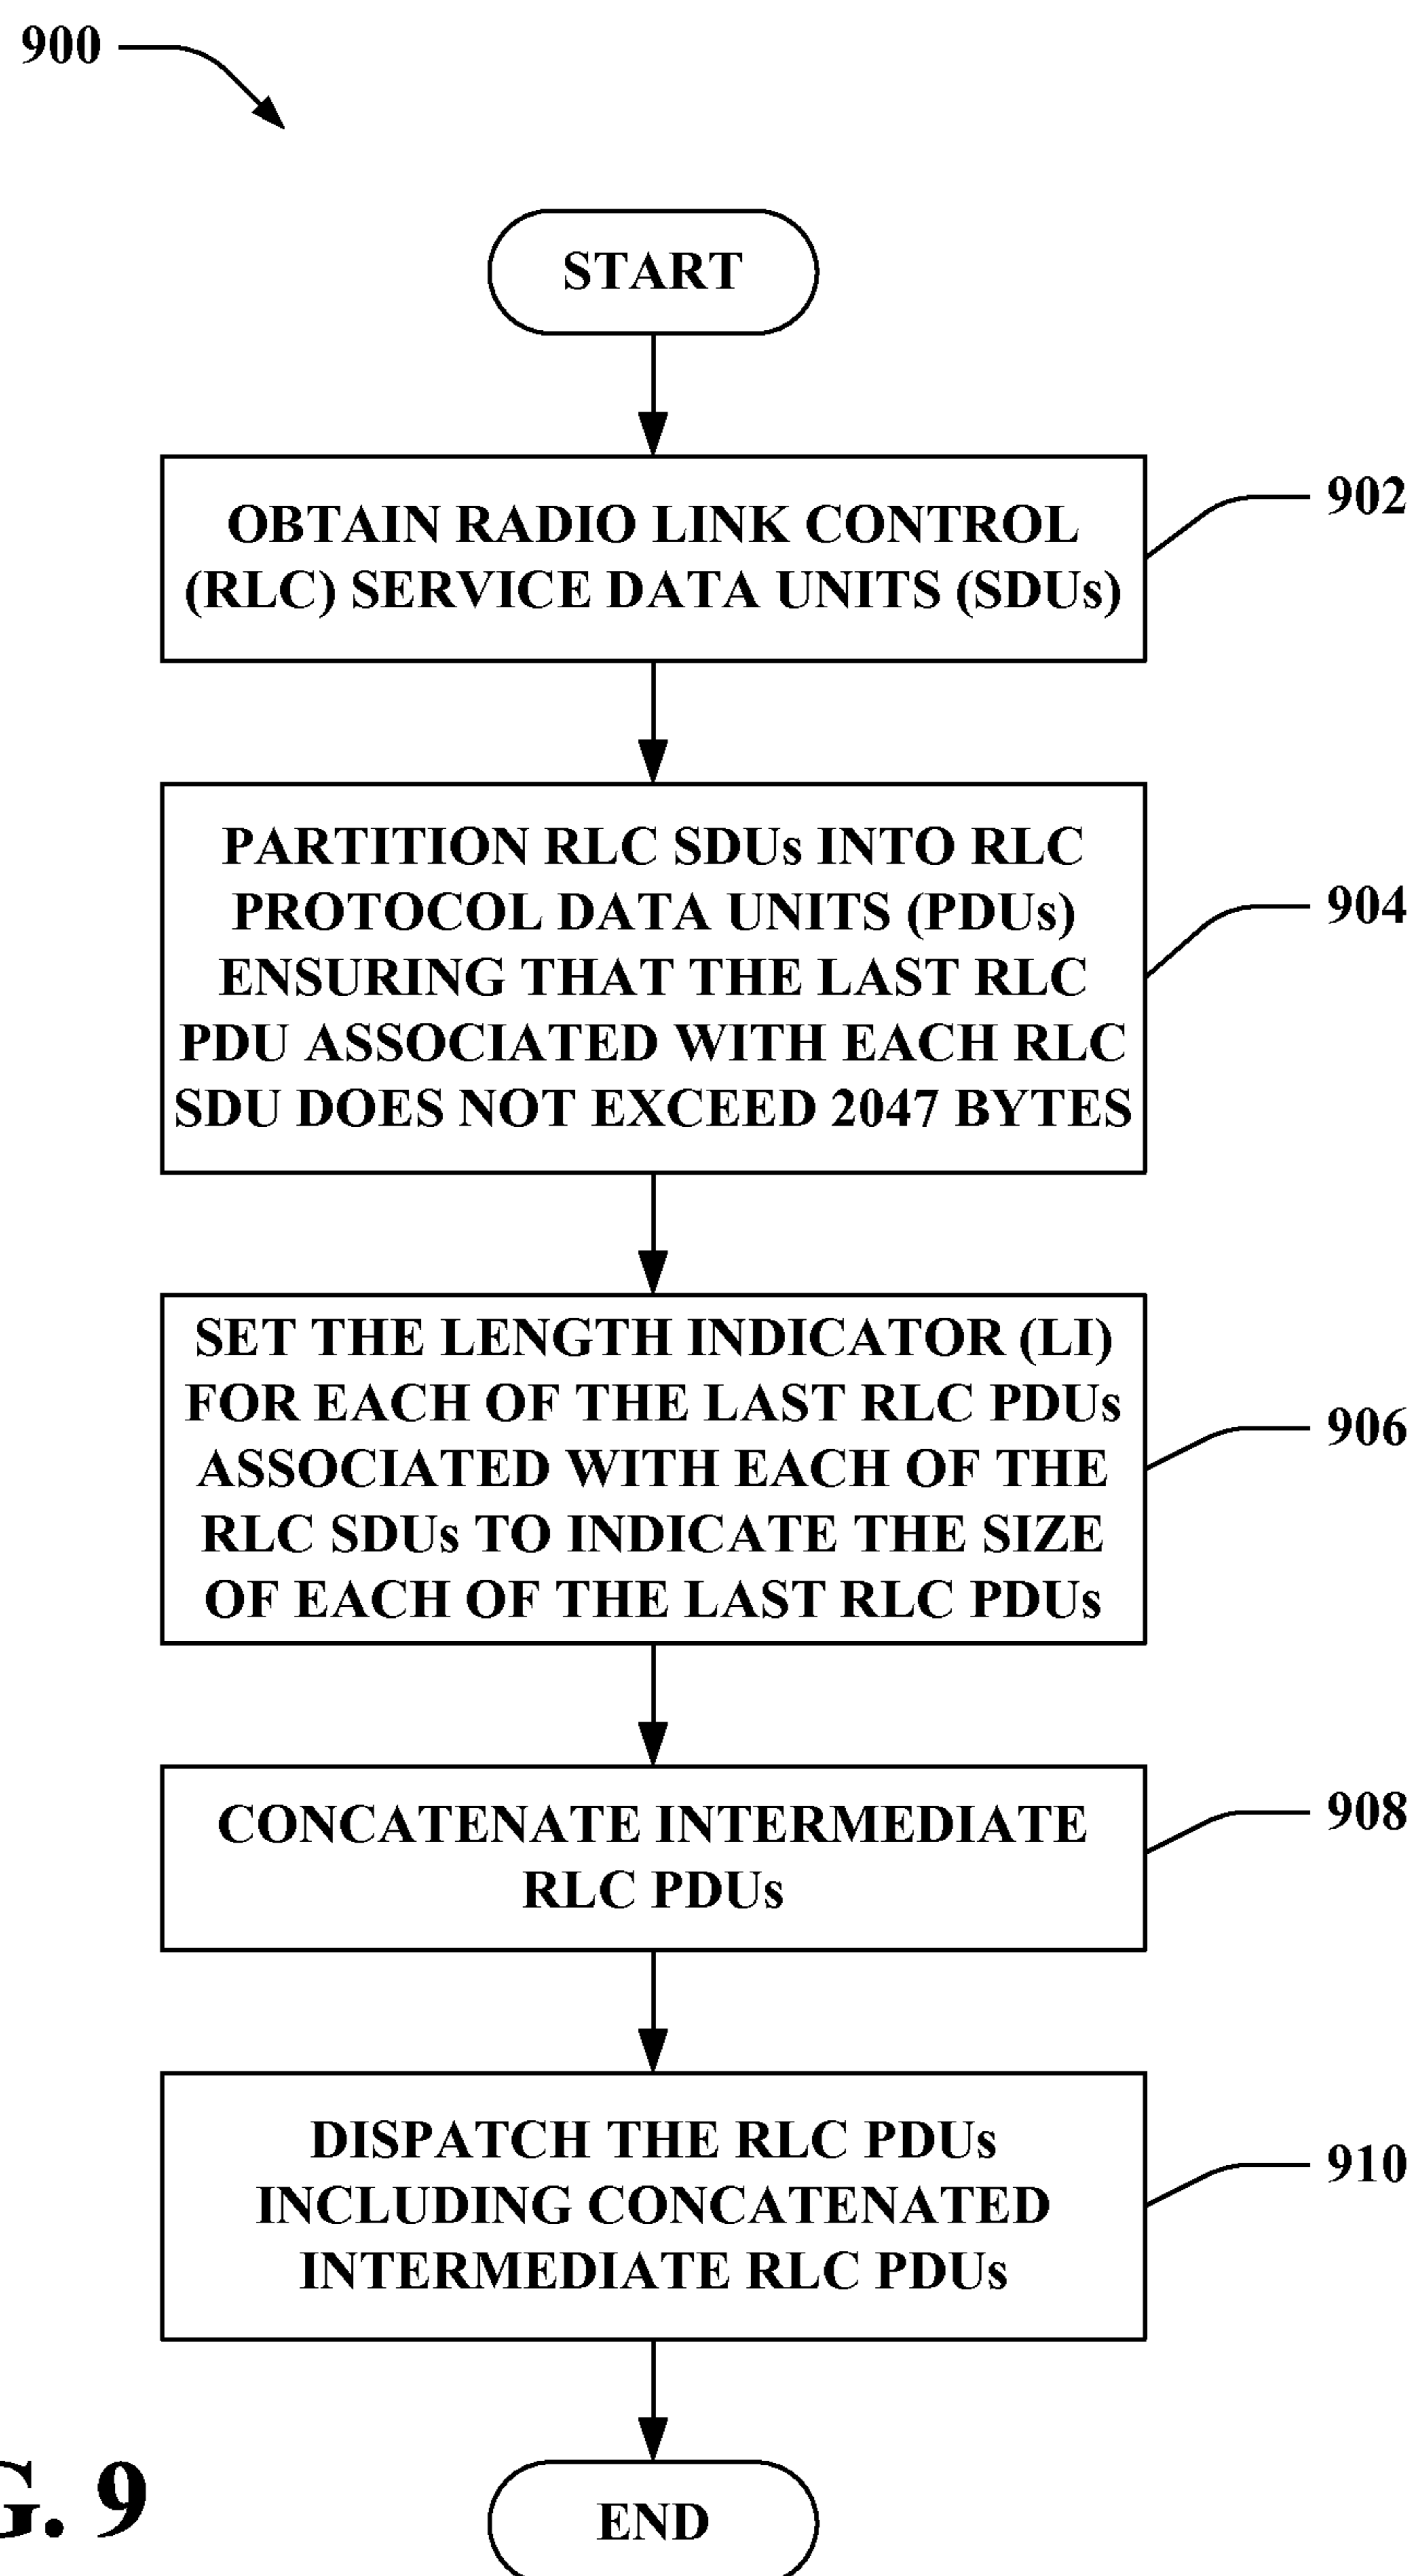 900
START
OBTAIN RADIO LINK CONTROL
(RLC) SERVICE DATA UNITS (SDUs)
902
PARTITION RLC SDUs INTO RLC
PROTOCOL DATA UNITS (PDUs)
ENSURING THAT THE LAST RLC
PDU ASSOCIATED WITH EACH RLC
SDU DOES NOT EXCEED 2047 BYTES
904
SET THE LENGTH INDICATOR (LI)
FOR EACH OF THE LAST RLC PDUs
ASSOCIATED WITH EACH OF THE
RLC SDUs TO INDICATE THE SIZE
OF EACH OF THE LAST RLC PDUs
906
CONCATENATE INTERMEDIATE
RLC PDUs
908
DISPATCH THE RLC PDUs
INCLUDING CONCATENATED
INTERMEDIATE RLC PDUs
910
G. 9
END